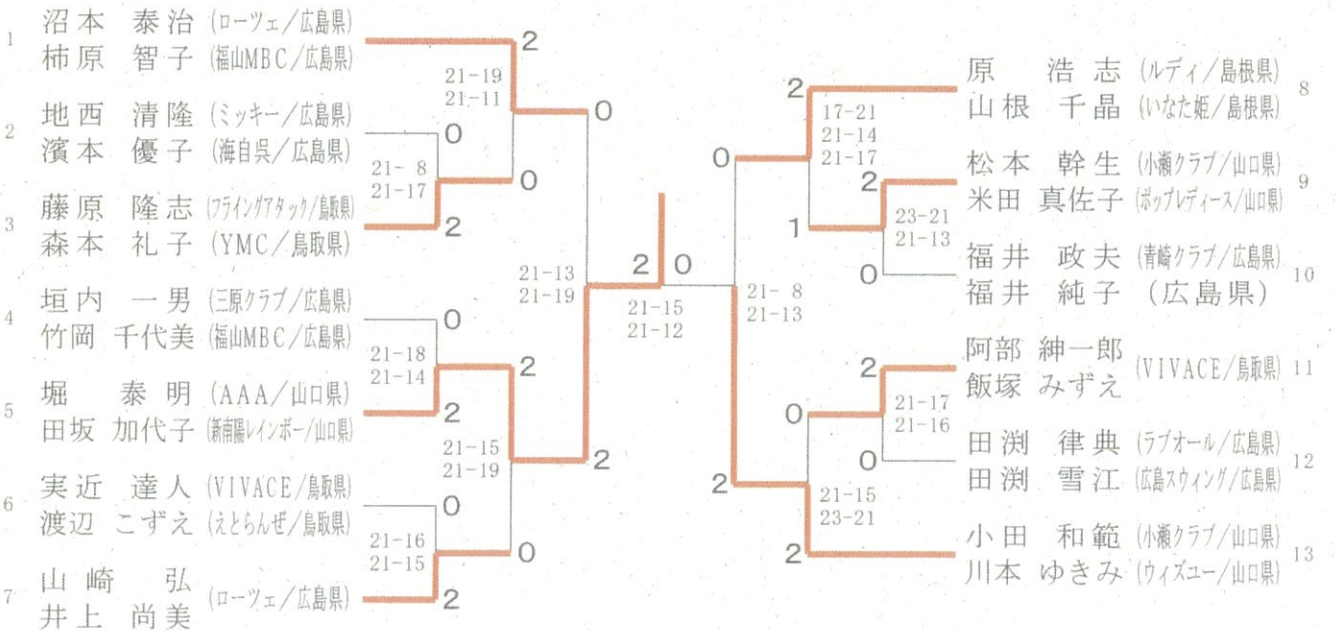 1
沼本 泰治 (ローツェ/広島県)
柿原 智子 (福山MBC/広島県)
2
地西 清隆 (ミッキー/広島県)
濱本 優子 (海自呉/広島県)
3
藤原 隆志 (フライングアタック/鳥取県)
森本 礼子 (YMC/鳥取県)
4
垣内 一男 (三原クラブ/広島県)
竹岡 千代美 (福山MBC/広島県)
5
堀 泰明 (AAA/山口県)
田坂 加代子 (新南陽レインボー/山口県)
6
実近 達人 (VIVACE/鳥取県)
渡辺 こずえ (えとらんぜ/鳥取県)
7
山崎 弘
井上 尚美
(ローツェ/広島県)
2
21-19
21-11
0
0
21- 8
21-17
0
2
21-13
21-19
0
21-18
21-14
2
2
21-15
21-19
2
0
21-16
21-15
0
2
2 0
21-15
21-12
2
17-21
21-14
21-17
0
2
1
23-21
21-13
0
21- 8
21-13
2
21-17
21-16
0
0
2
21-15
23-21
2
原 浩志 (ルディ/島根県)
山根 千晶 (いなた姫/島根県)
8
松本 幹生 (小瀬クラブ/山口県)
米田 真佐子 (ポップレディース/山口県)
9
福井 政夫 (青崎クラブ/広島県)
福井 純子 (広島県)
10
阿部 紳一郎
飯塚 みずえ
(VIVACE/鳥取県) 11
田渕 律典 (ラブオール/広島県)
田渕 雪江 (広島スウィング/広島県)
12
小田 和範 (小瀬クラブ/山口県)
川本 ゆきみ (ウィズユー/山口県)
13